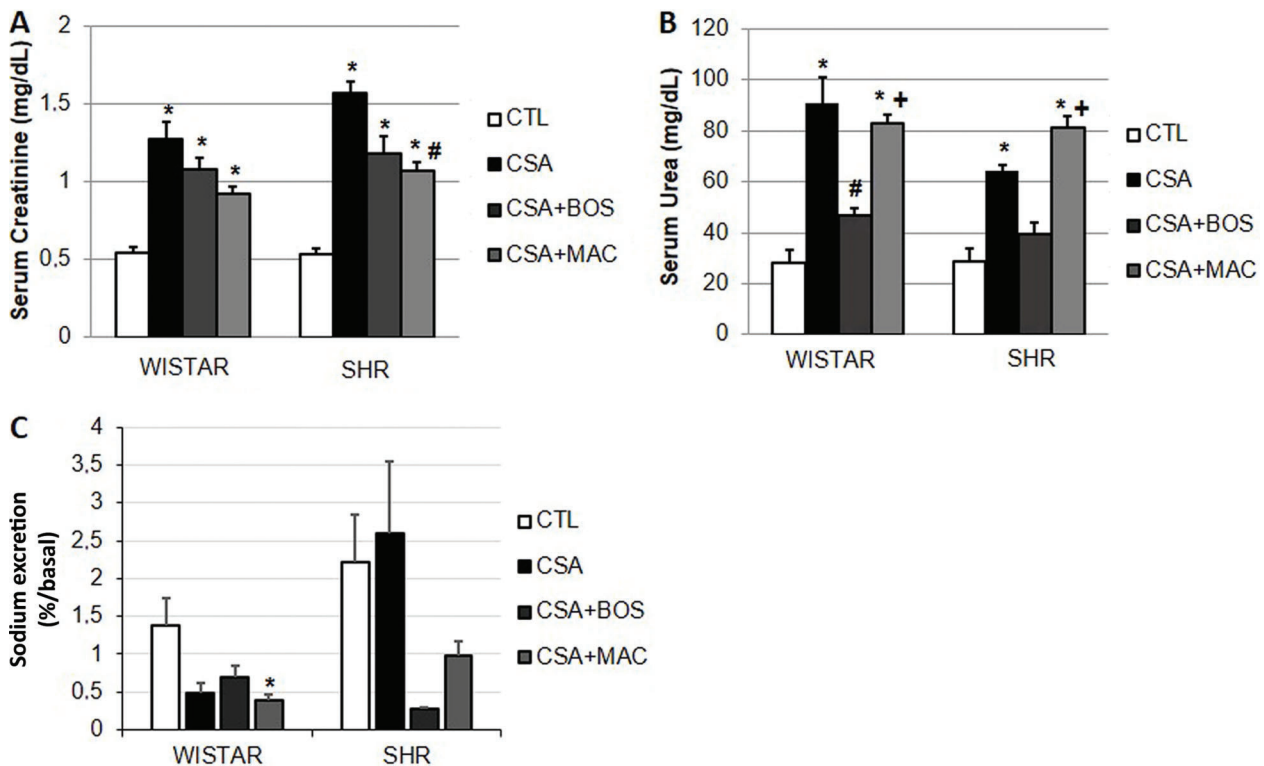 A
Serum Creatinine (mg/dL)
2
1.5
1
0.5
0
*
*
*
*
*
* #
WISTAR
SHR
CTL
CSA
CSA+BOS
CSA+MAC
B
Serum Urea (mg/dL)
120
100
80
60
40
20
0
*
#
* +
*
* +
WISTAR
SHR
CTL
CSA
CSA+BOS
CSA+MAC
C
Sodium excretion
(%/basal)
4
3,5
3
2,5
2
1,5
1
0,5
0
*
WISTAR
SHR
CTL
CSA
CSA+BOS
CSA+MAC